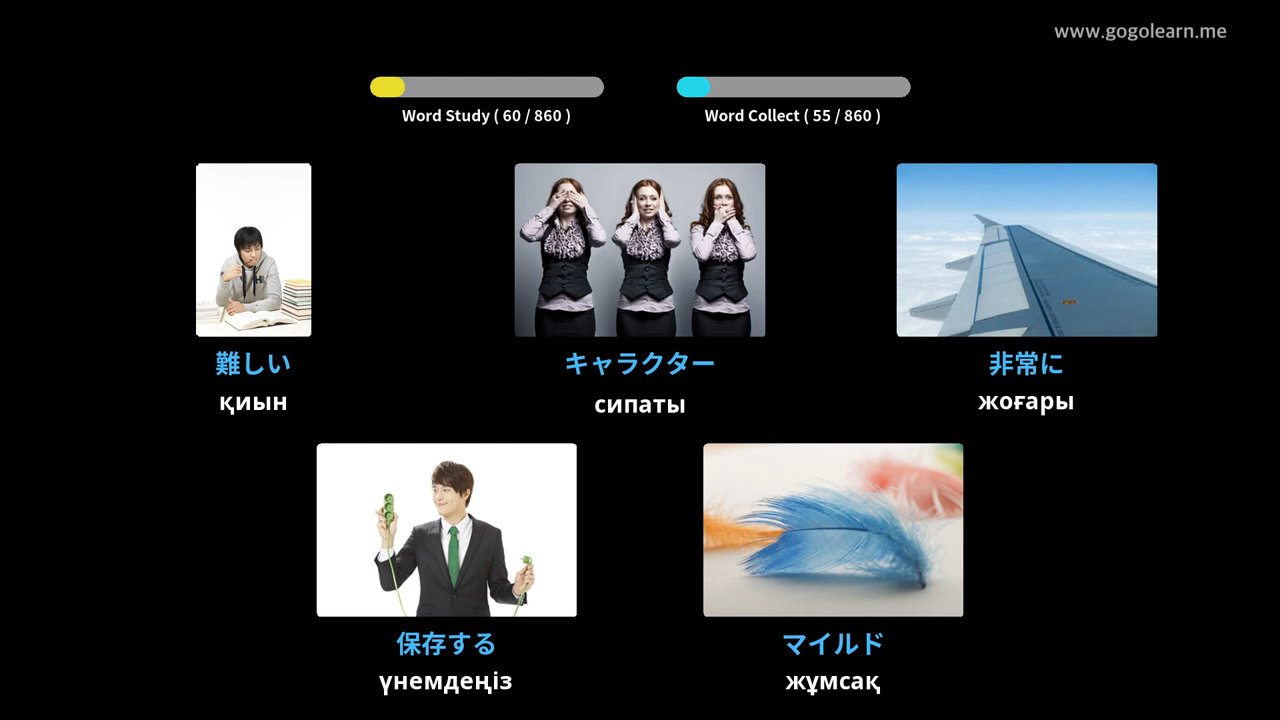 www.gogolearn.me
Word Study ( 60 / 860 )
Word Collect ( 55 / 860 )
難しい
қиын
キャラクター
сипаты
非常に
жоғары
保存する
үнемдеңіз
マイルド
жұмсақ